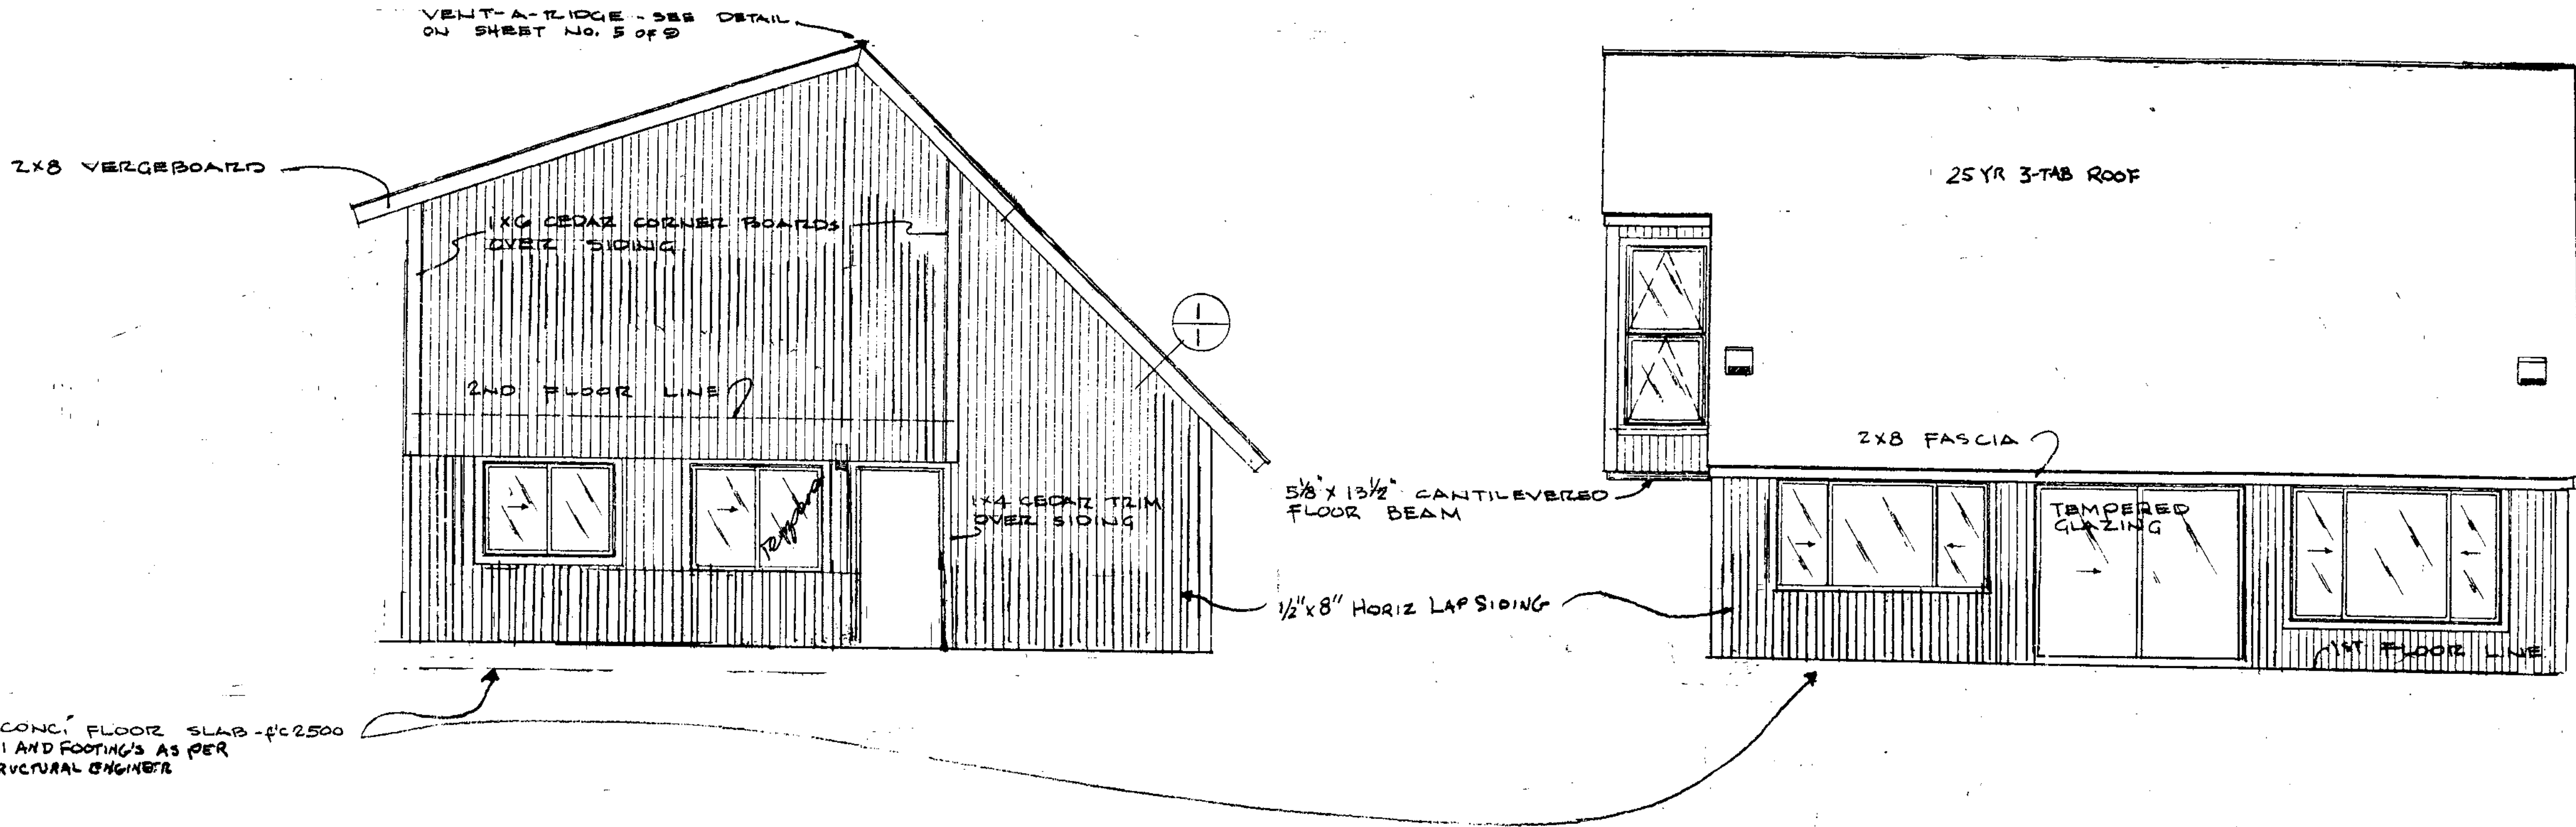 VENT-A-RIDGE - SEE DETAIL
ON SHEET NO. 5 OF 9
2X8 VERGEBOARD
1X6 CEDAR CORNER BOARDS
OVER SIDING
2ND FLOOR LINE
1X4 CEDAR TRIM
OVER SIDING
1
1
25 YR 3-TAB ROOF
2X8 FASCIA
5 1/8" X 13 1/2" CANTILEVERED
FLOOR BEAM
TEMPERED
GLAZING
1/2" x 8" HORIZ LAP SIDING
1ST FLOOR LINE
CONC. FLOOR SLAB - f'c 2500
AND FOOTING'S AS PER
RUCTURAL ENGINEER